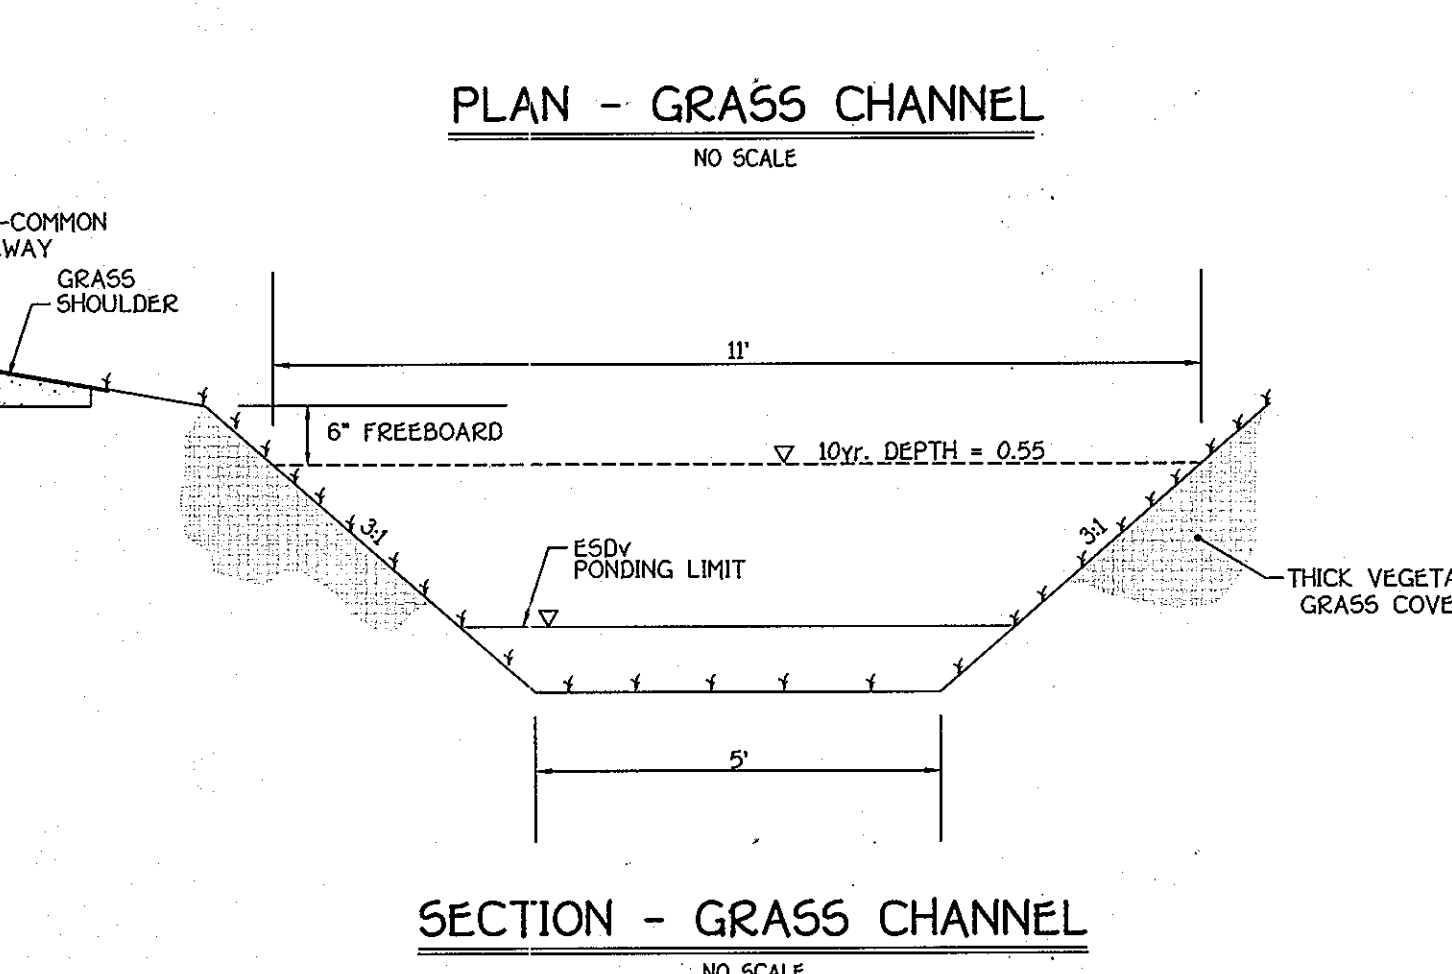 PLAN - GRASS CHANNEL
NO SCALE
-COMMON
WAY
GRASS
SHOULDER
11'
6" FREEBOARD
10yr. DEPTH = 0.55
3:1
3:1
ESDv
PONDING LIMIT
THICK VEGETA
GRASS COVE
5'
SECTION - GRASS CHANNEL
NO SCALE